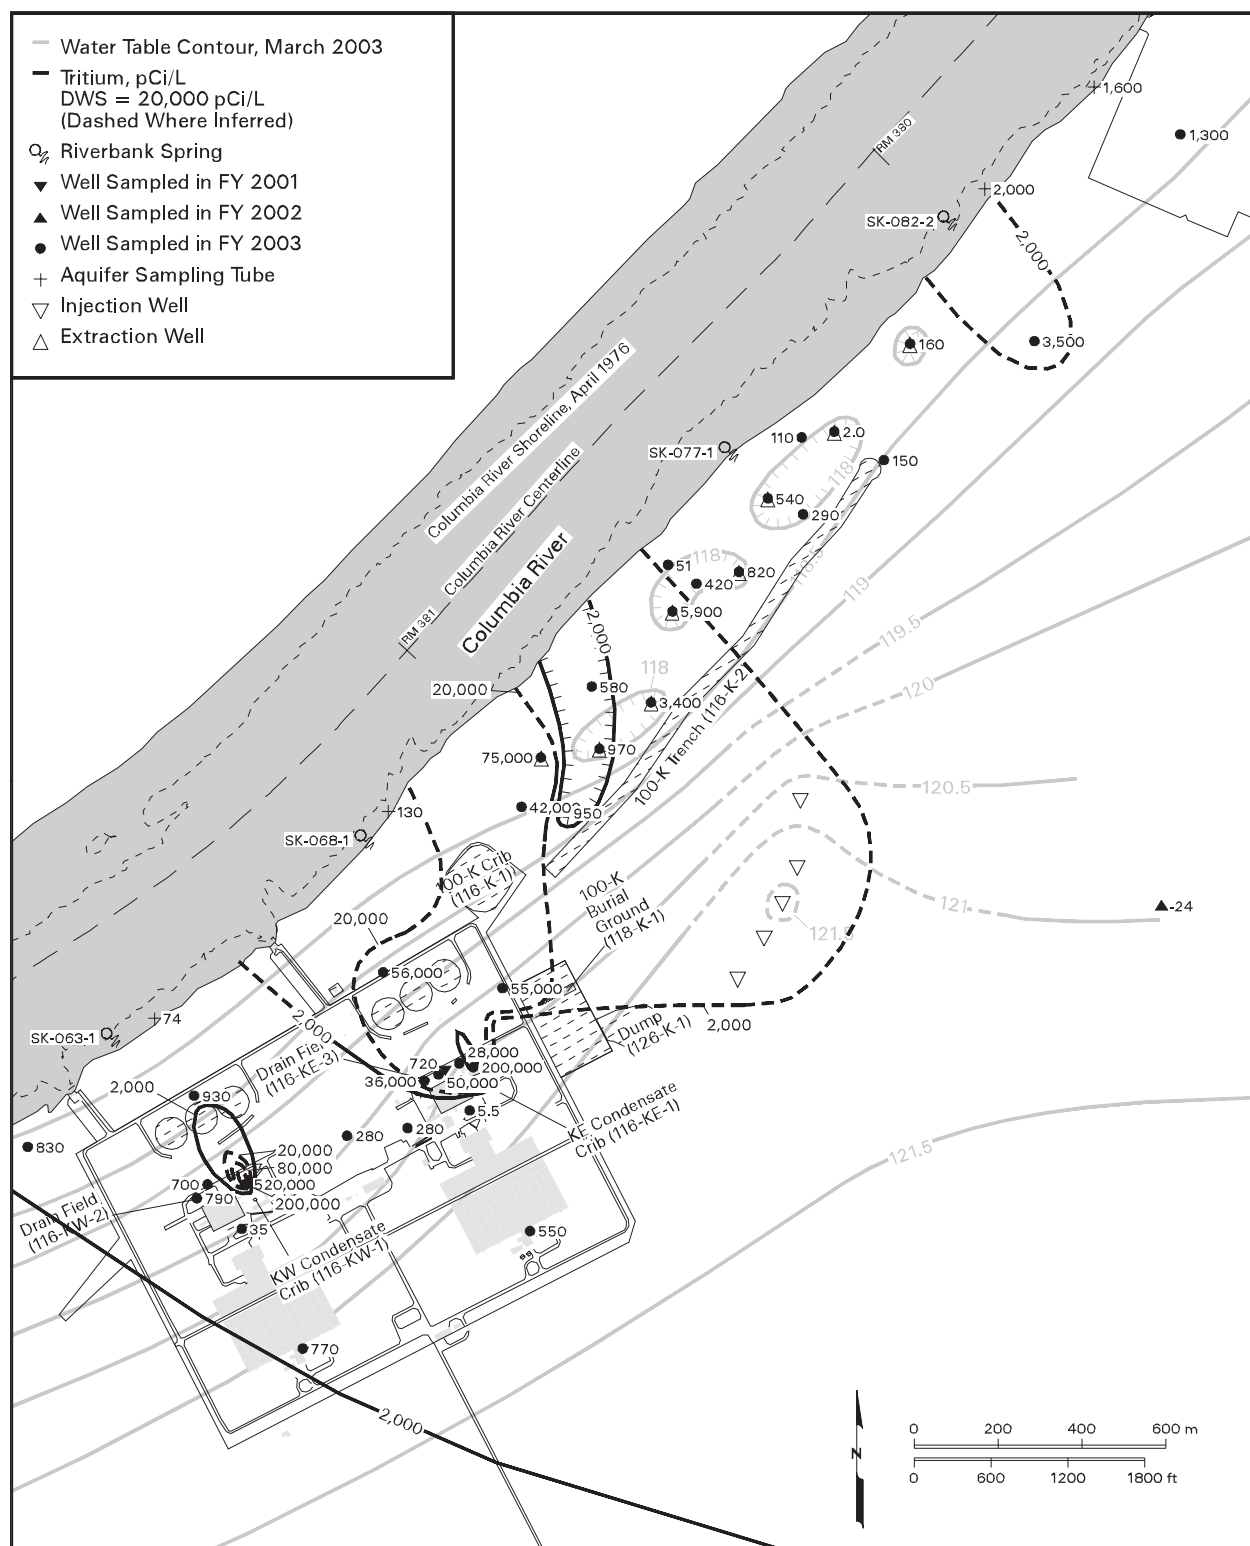 Water Table Contour, March 2003
Tritium, pCi/L
DWS = 20,000 pCi/L
(Dashed Where Inferred)
Riverbank Spring
Well Sampled in FY 2001
Well Sampled in FY 2002
Well Sampled in FY 2003
Aquifer Sampling Tube
Injection Well
Extraction Well
1,600
RM 380
1,300
2,000
SK-082-2
2,000
3,500
160
Columbia River Shoreline, April 1976
Columbia River Centerline
Columbia River
RM 381
SK-077-1
110
2.0
118
150
540
290
118
51
820
420
5,900
118.5
119
119.5
120
2,000
118
20,000
580
3,400
100-K Trench (116-K-2)
970
75,000
42,000
950
120.5
130
SK-068-1
100-K Crib
(116-K-1)
100-K
Burial
Ground
(118-K-1)
121
121.5
-24
20,000
56,000
55,000
Dump
(126-K-1)
2,000
74
SK-063-1
2,000
Drain Field
(116-KE-3)
28,000
720
200,000
36,000
50,000
5.5
KE Condensate
Crib (116-KE-1)
2,000
930
280
280
830
20,000
80,000
520,000
200,000
700
790
Drain Field
(116-KW-2)
35
KW Condensate
Crib (116-KW-1)
550
121.5
770
2,000
N
0 200 400 600 m
0 600 1200 1800 ft